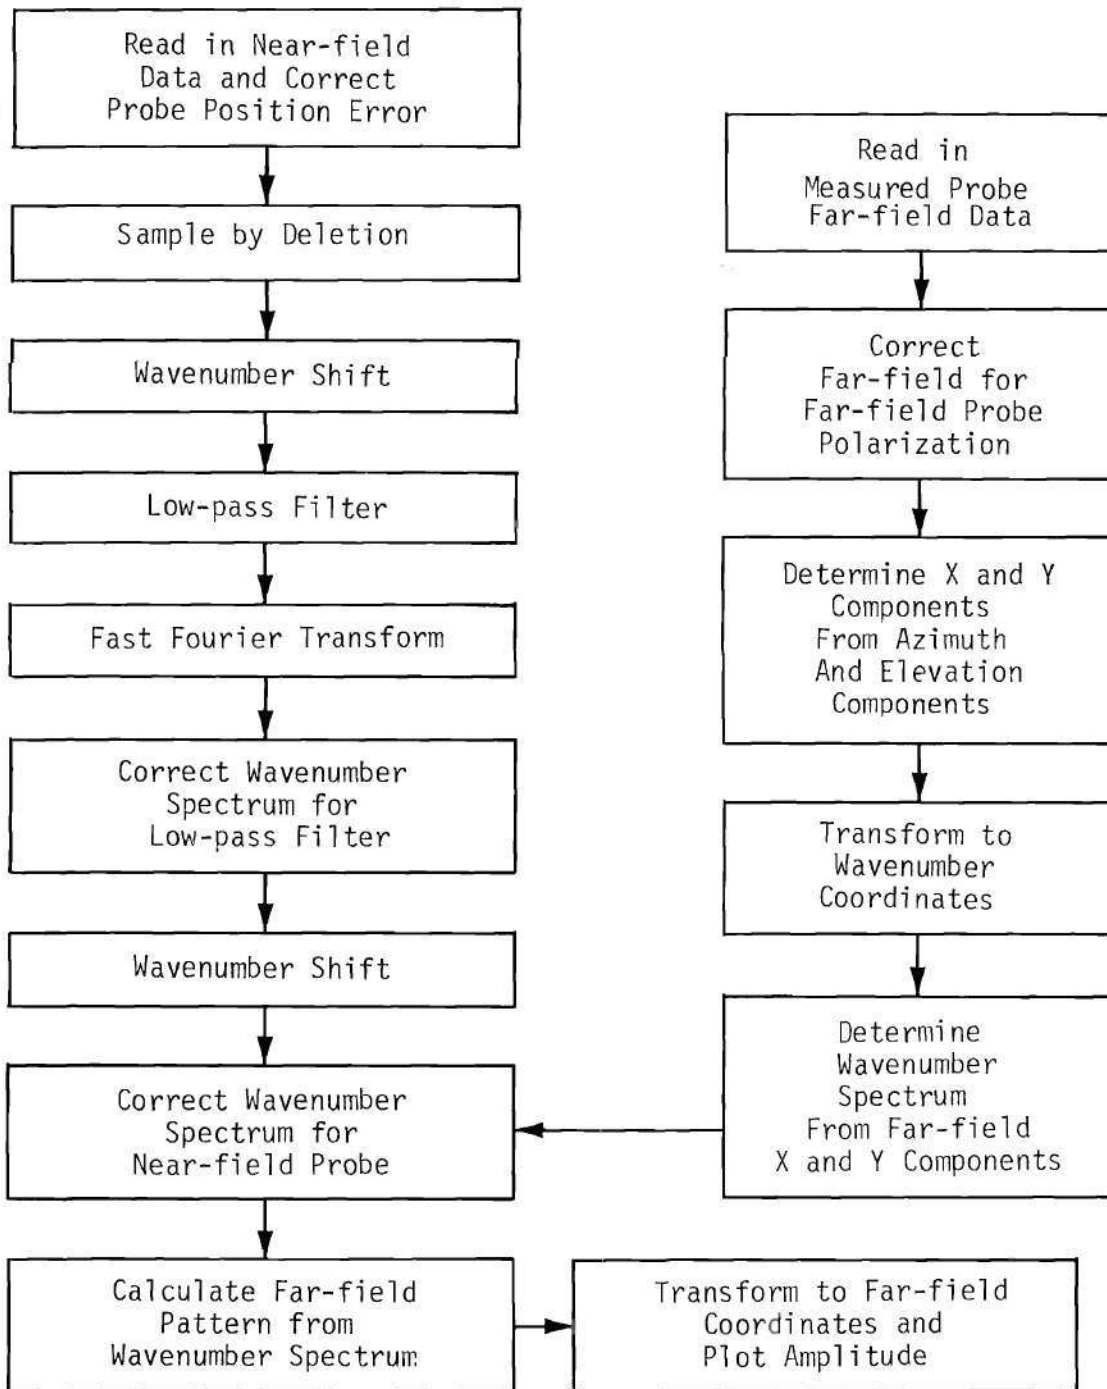 Read in Near-field
Data and Correct
Probe Position Error
Sample by Deletion
Wavenumber Shift
Low-pass Filter
Fast Fourier Transform
Correct Wavenumber
Spectrum for
Low-pass Filter
Wavenumber Shift
Correct Wavenumber
Spectrum for
Near-field Probe
Calculate Far-field
Pattern from
Wavenumber Spectrum
Read in
Measured Probe
Far-field Data
Correct
Far-field for
Far-field Probe
Polarization
Determine X and Y
Components
From Azimuth
And Elevation
Components
Transform to
Wavenumber
Coordinates
Determine
Wavenumber
Spectrum
From Far-field
X and Y Components
Transform to Far-field
Coordinates and
Plot Amplitude